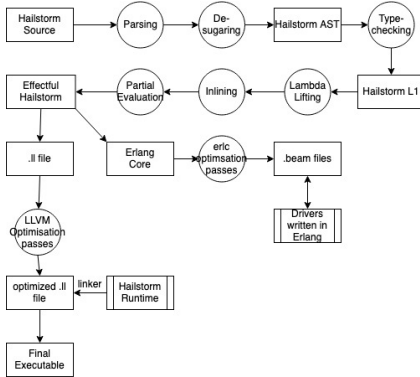 Hailstorm
Source
Parsing
De-
sugaring
Hailstorm AST
Type-
checking
Effectful
Hailstorm
Partial
Evaluation
Inlining
Lambda
Lifting
Hailstorm L1
.ll file
Erlang
Core
erlc
optimsation
passes
.beam files
LLVM
Optimisation
passes
Drivers
written in
Erlang
optimized .ll
file
linker
Hailstorm
Runtime
Final
Executable